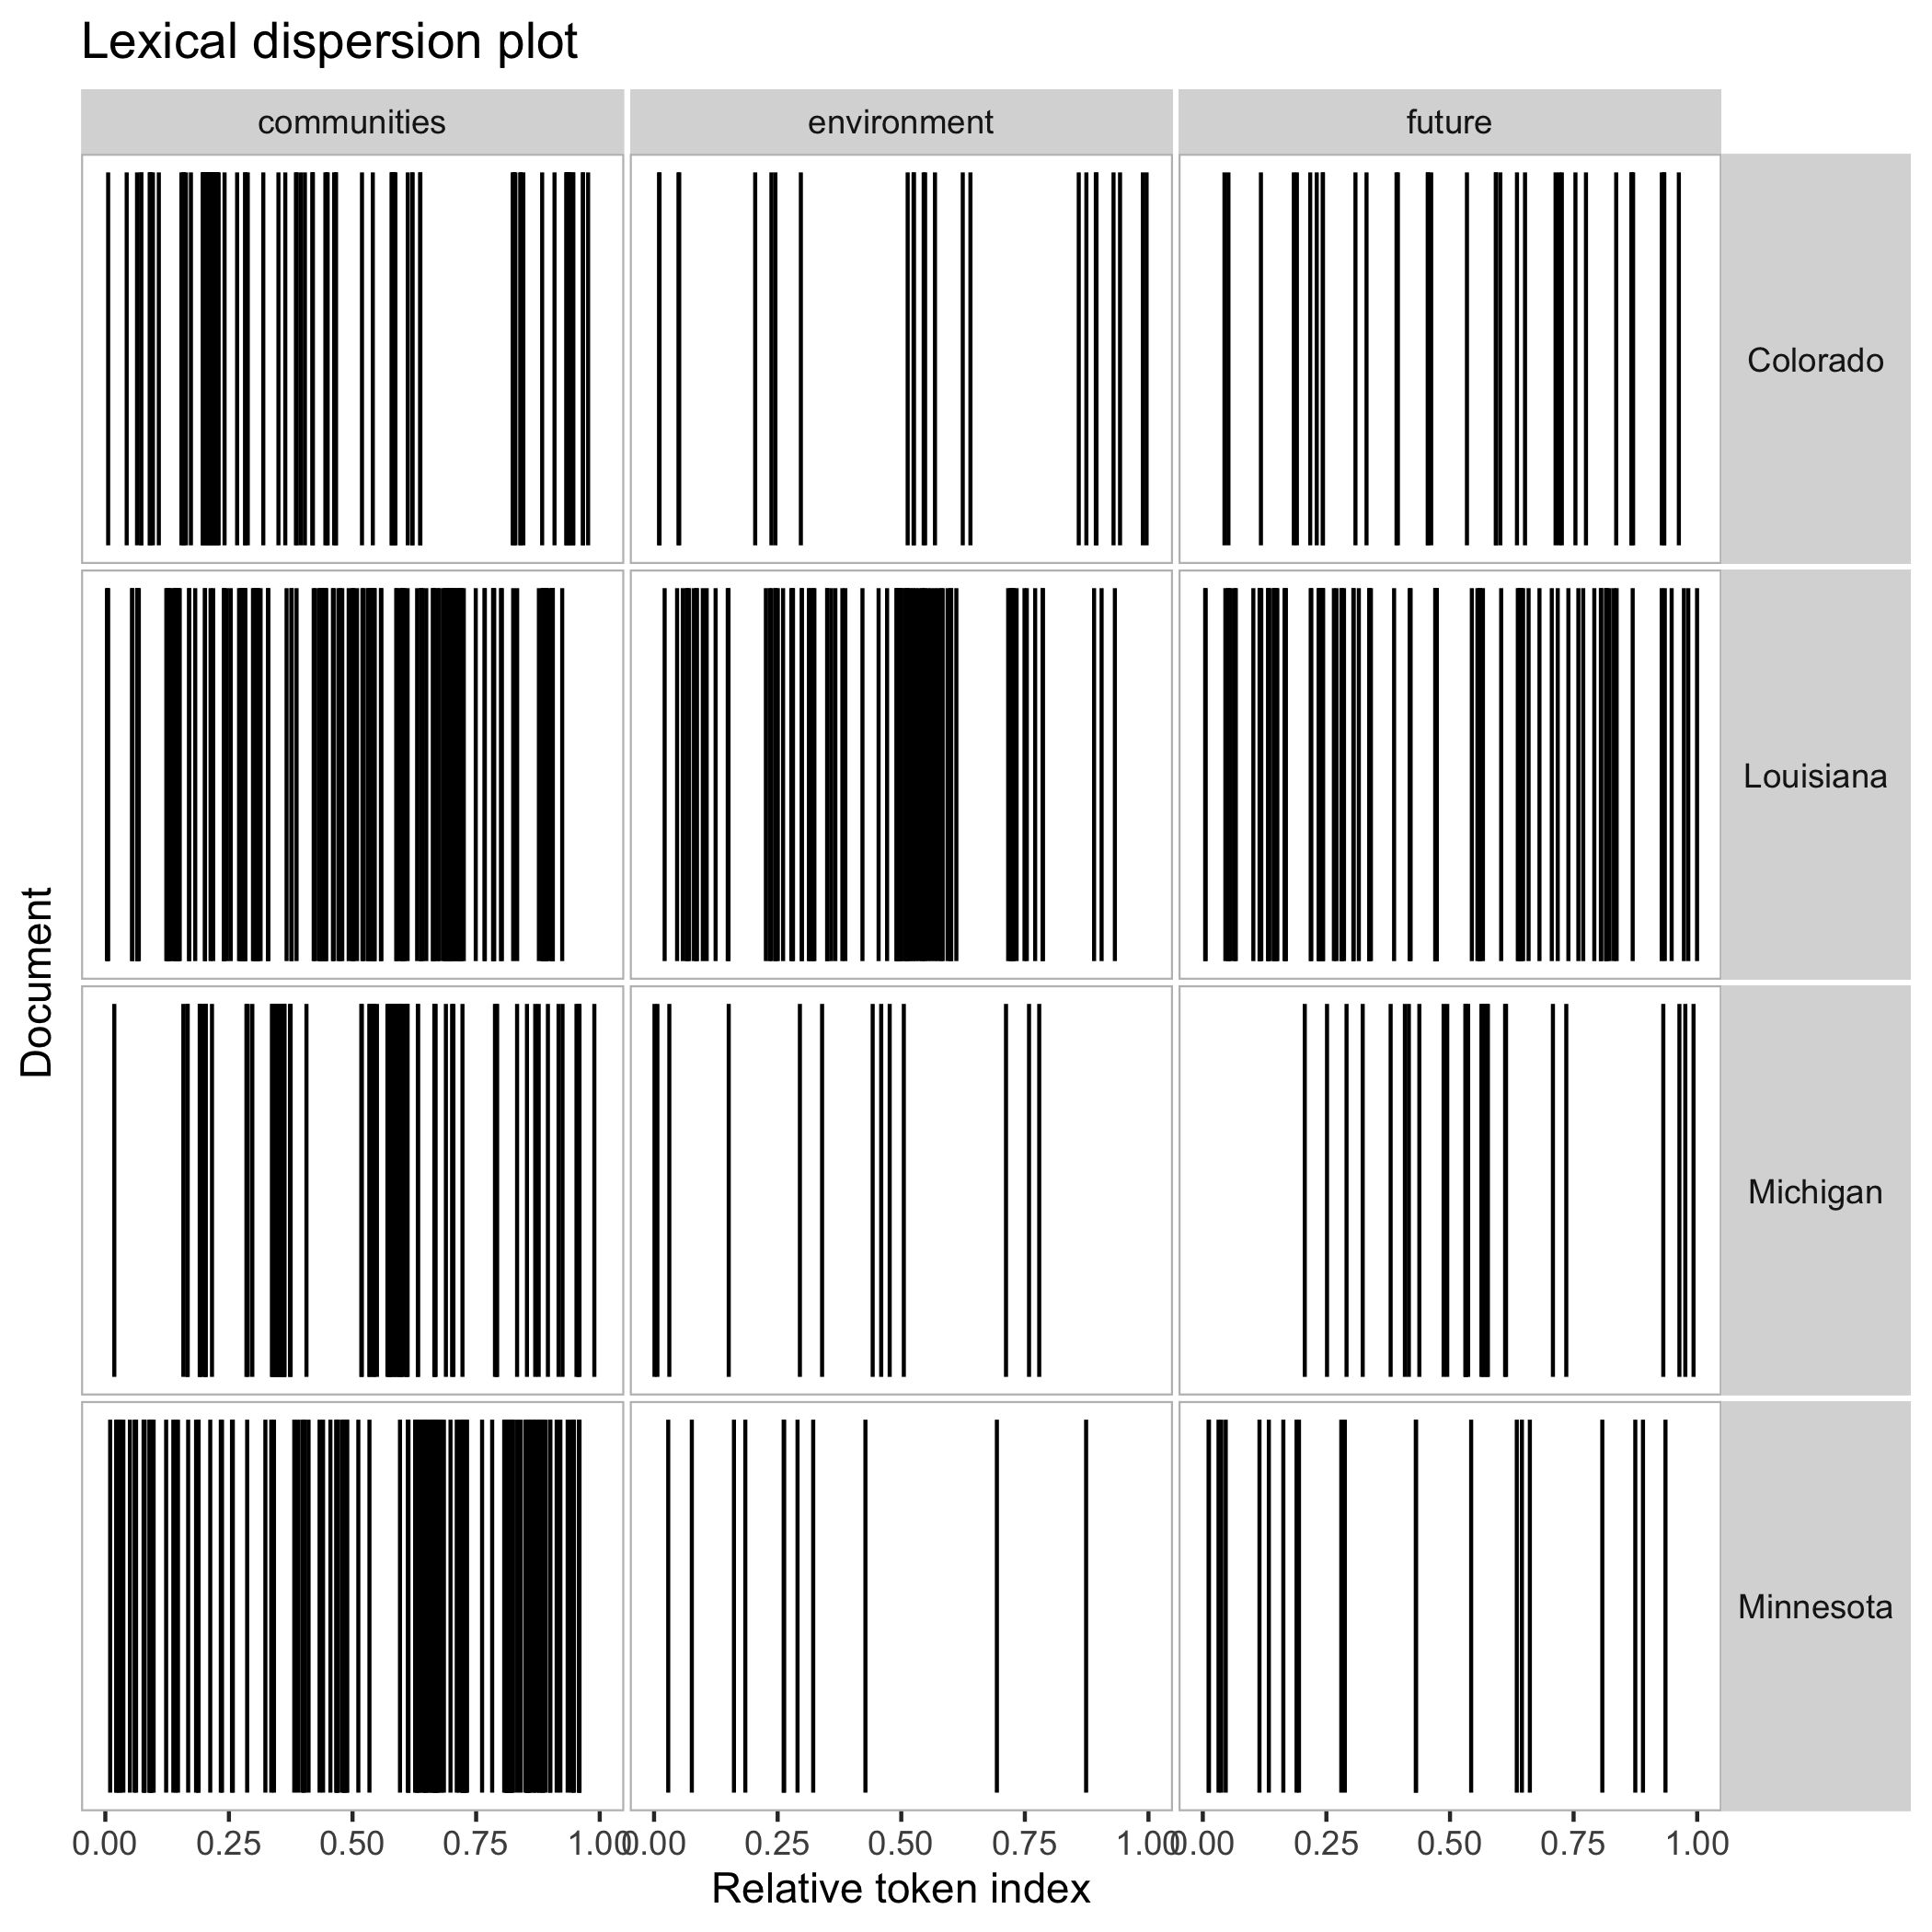 Lexical dispersion plot
communities environment future
Colorado
Louisiana
Michigan
Minnesota
Document
0.00 0.25 0.50 0.75 1.00 0.00 0.25 0.50 0.75 1.00 0.00 0.25 0.50 0.75 1.00
Relative token index